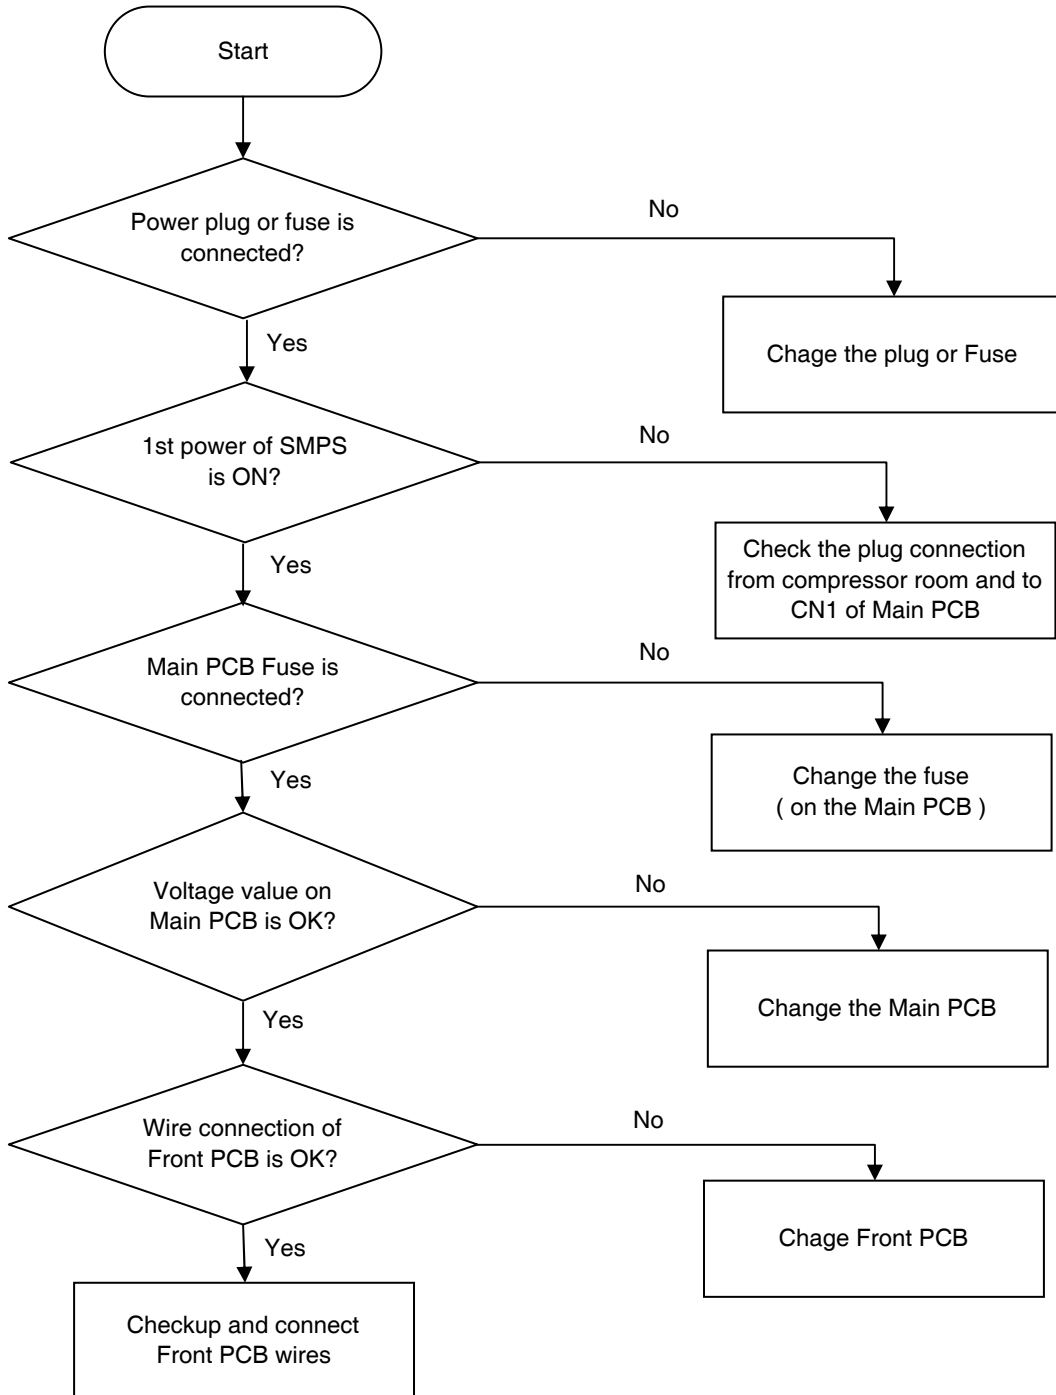 Start
Power plug or fuse is
connected?
No
Chage the plug or Fuse
Yes
1st power of SMPS
is ON?
No
Check the plug connection
from compressor room and to
CN1 of Main PCB
Yes
Main PCB Fuse is
connected?
No
Change the fuse
( on the Main PCB )
Yes
Voltage value on
Main PCB is OK?
No
Change the Main PCB
Yes
Wire connection of
Front PCB is OK?
No
Chage Front PCB
Yes
Checkup and connect
Front PCB wires